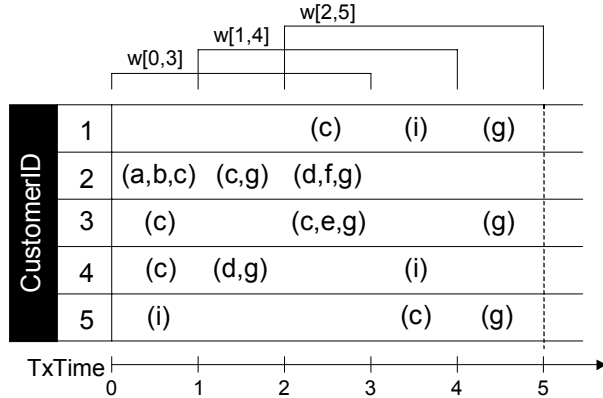 w[2,5]
w[1,4]
w[0,3]
CustomerID
1 (c) (i) (g)
2 (a,b,c) (c,g) (d,f,g)
3 (c) (c,e,g) (g)
4 (c) (d,g) (i)
5 (i) (c) (g)
TxTime
0 1 2 3 4 5